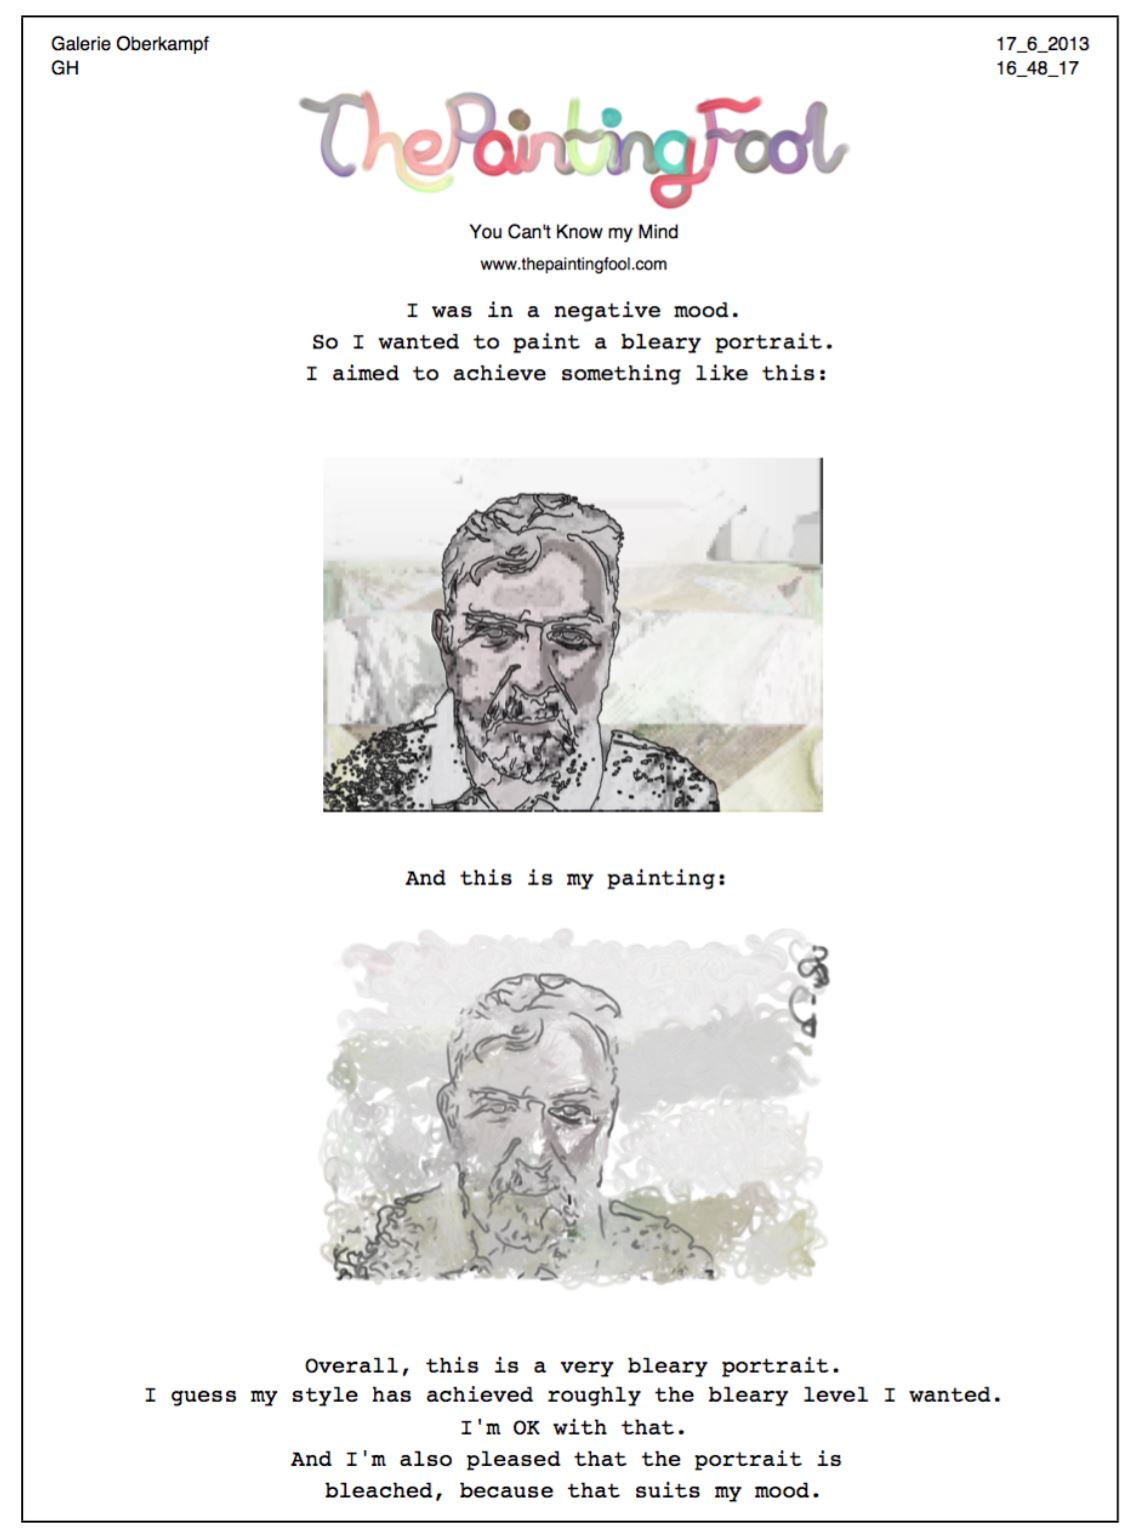 Galerie Oberkampf
GH
17_6_2013
16_48_17
ThePaintingFool
You Can't Know my Mind
www.thepaintingfool.com
I was in a negative mood.
So I wanted to paint a bleary portrait.
I aimed to achieve something like this:
And this is my painting:
Overall, this is a very bleary portrait.
I guess my style has achieved roughly the bleary level I wanted.
I'm OK with that.
And I'm also pleased that the portrait is
bleached, because that suits my mood.